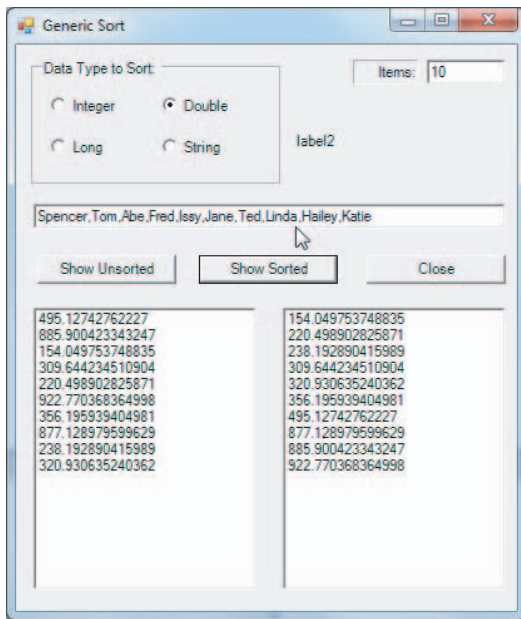 Generic Sort
Data Type to Sort:
Items: 10
Integer
Double
Long
String
label2
Spencer,Tom,Abe,Fred,Issy,Jane,Ted,Linda,Hailey,Katie
Show Unsorted
Show Sorted
Close
495.12742762227
885.900423343247
154.049753748835
309.644234510904
220.498902825871
922.770368364998
356.195939404981
877.128979599629
238.192890415989
320.930635240362
154.049753748835
220.498902825871
238.192890415989
309.644234510904
320.930635240362
356.195939404981
495.12742762227
877.128979599629
885.900423343247
922.770368364998